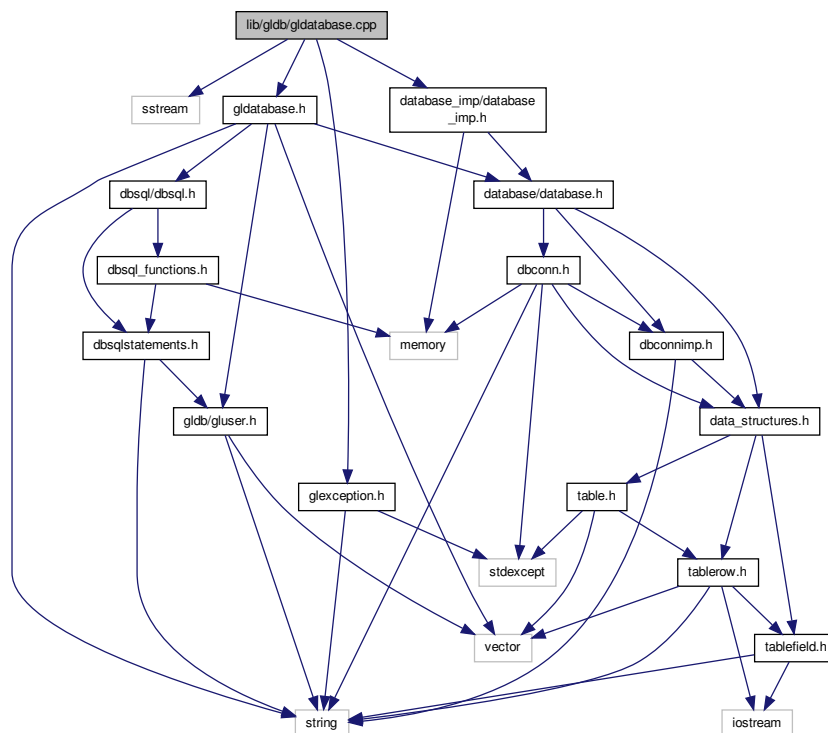 lib/gldb/gldatabase.cpp
sstream
gldatabase.h
database_imp/database
_imp.h
dbsql/dbsql.h
database/database.h
dbsql_functions.h
dbconn.h
dbsqlstatements.h
memory
dbconnimp.h
gldb/gluser.h
data_structures.h
glexception.h
table.h
stdexcept
tablerow.h
vector
tablefield.h
string
iostream